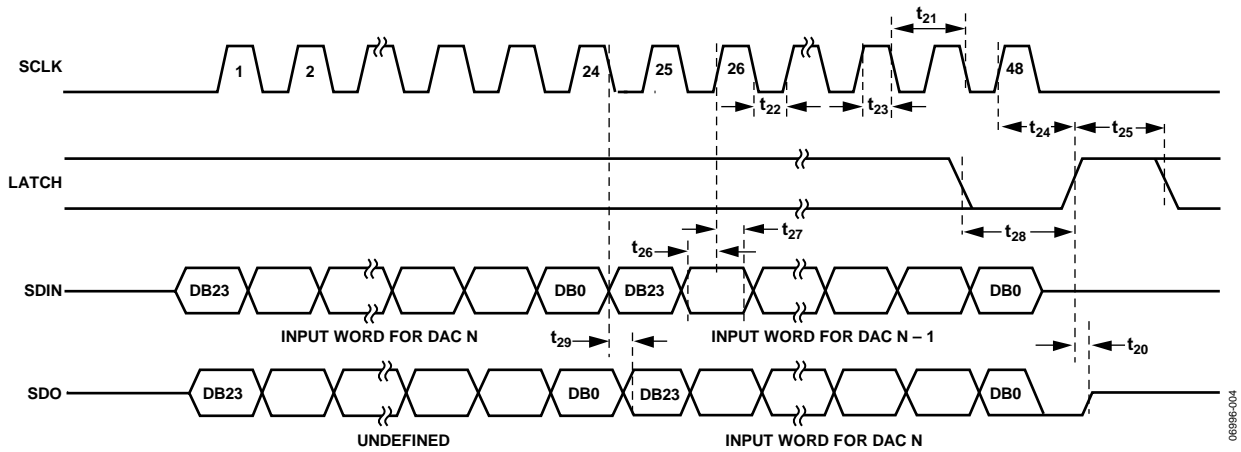 t21
SCLK
1
2
24
25
26
48
t22
t23
t24
t25
LATCH
t28
t27
t26
SDIN
DB23
DB0
DB23
DB0
INPUT WORD FOR DAC N
INPUT WORD FOR DAC N – 1
t29
t20
SDO
DB23
DB0
DB23
DB0
UNDEFINED
INPUT WORD FOR DAC N
06996-004